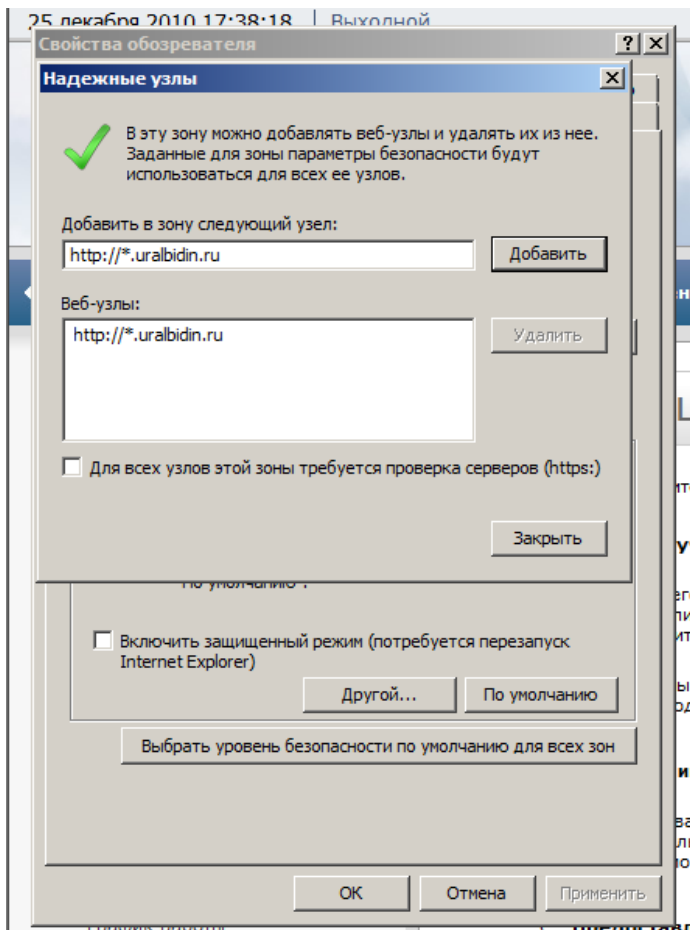 25 декабря 2010 17:38:18 | Выходной
Свойства обозревателя
Надежные узлы
В эту зону можно добавлять веб-узлы и удалять их из нее.
Заданные для зоны параметры безопасности будут
использоваться для всех ее узлов.
Добавить в зону следующий узел:
http://*.uralbidin.ru
Добавить
Веб-узлы:
http://*.uralbidin.ru
Удалить
Для всех узлов этой зоны требуется проверка серверов (https:)
Закрыть
По умолчанию".
Включить защищенный режим (потребуется перезапуск
Internet Explorer)
Другой...
По умолчанию
Выбрать уровень безопасности по умолчанию для всех зон
ОК
Отмена
Применить